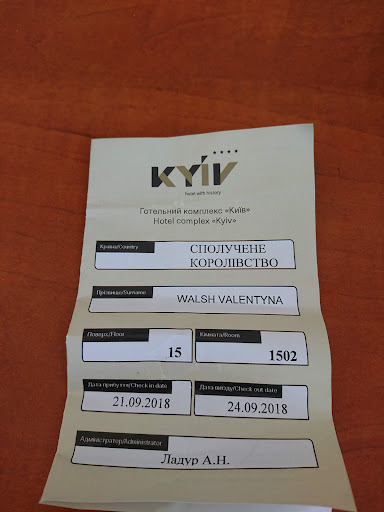 KYIV
hotel with history
Готельний комплекс «Київ»
Hotel complex «Kyiv»
Країна/Country
СПОЛУЧЕНЕ
КОРОЛІВСТВО
Прізвище/Surname
WALSH VALENTYNA
Поверх/Floor
15
Кімната/Room
1502
Дата прибуття/Check in date
21.09.2018
Дата виїзду/Check out date
24.09.2018
Адміністратор/Administrator
Ладур А.Н.